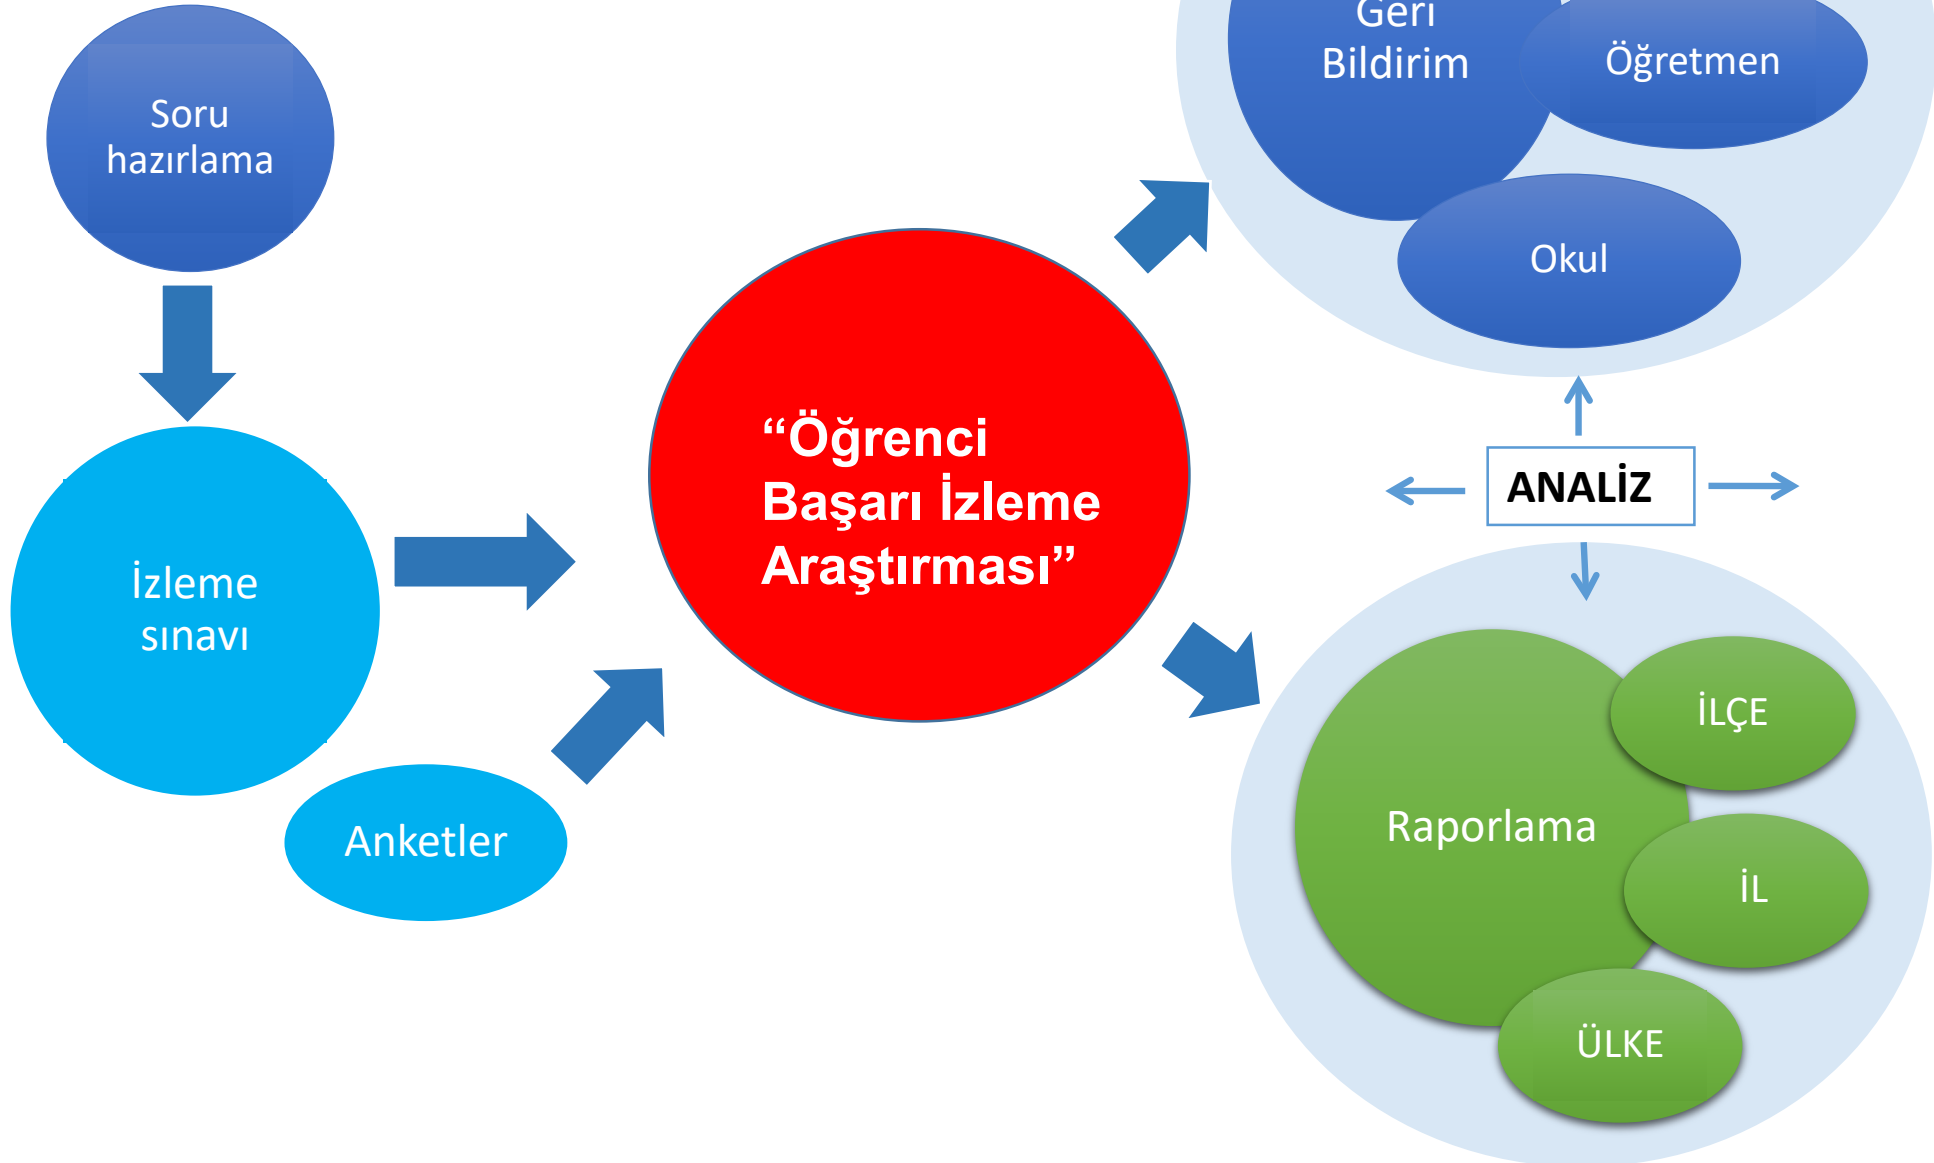 Soru
hazırlama
İzleme
sınavı
Anketler
“Öğrenci
Başarı İzleme
Araştırması”
Geri
Bildirim
Öğretmen
Okul
ANALİZ
Raporlama
İLÇE
İL
ÜLKE